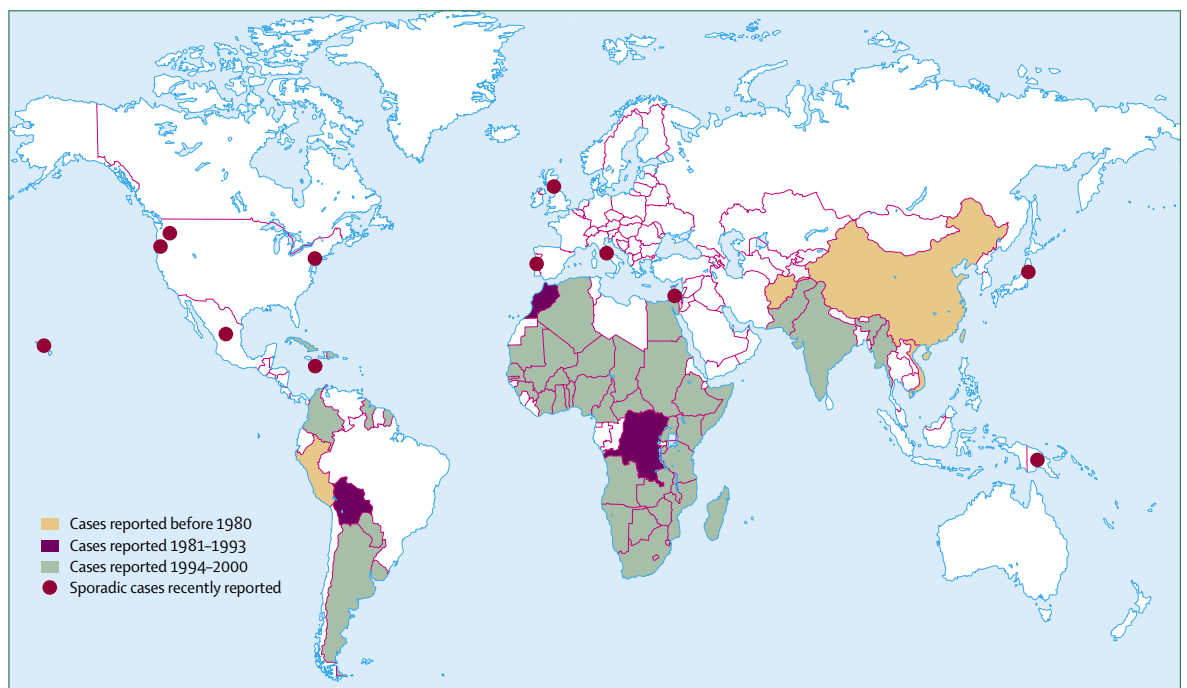 Cases reported before 1980
Cases reported 1981–1993
Cases reported 1994–2000
Sporadic cases recently reported